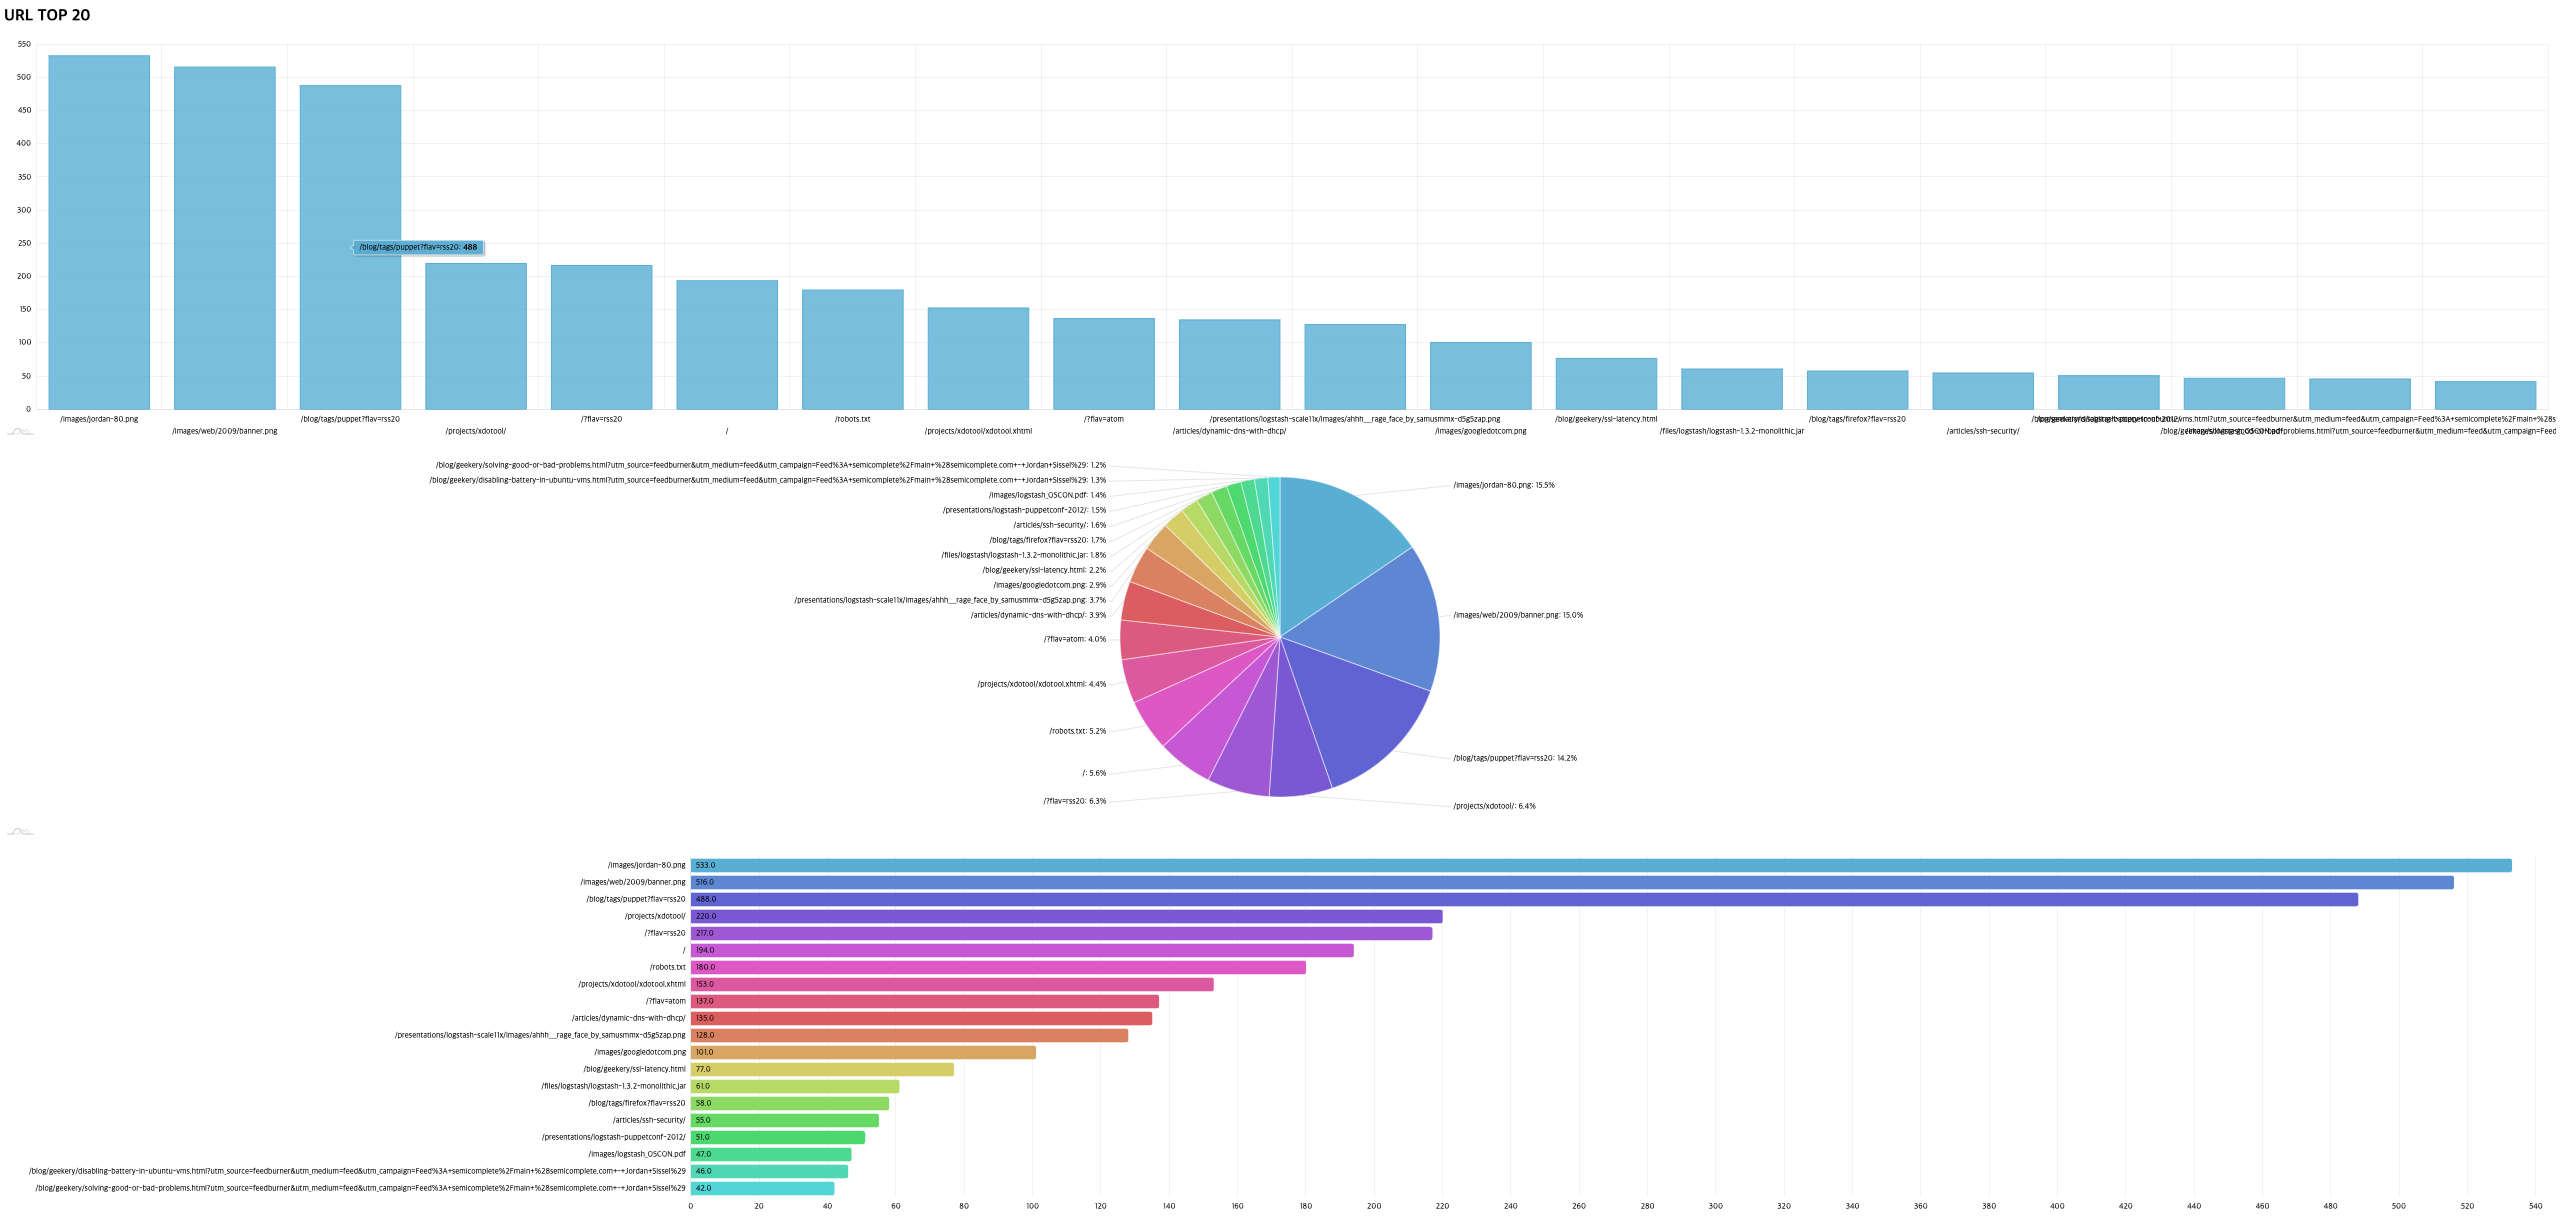 URL TOP 20
550
500
450
400
350
300
250
200
150
100
50
0
/blog/tags/puppet?flav=rss20: 488
/images/jordan-80.png
/images/web/2009/banner.png
/blog/tags/puppet?flav=rss20
/projects/xdotool/
/?flav=rss20
/
/robots.txt
/projects/xdotool/xdotool.xhtml
/?flav=atom
/articles/dynamic-dns-with-dhcp/
/presentations/logstash-scale11x/images/ahhh__rage_face_by_samusmmx-d5g5zap.png
/images/googledotcom.png
/blog/geekery/ssl-latency.html
/files/logstash/logstash-1.3.2-monolithic.jar
/blog/tags/firefox?flav=rss20
/articles/ssh-security/
/blog/geekery/solving-good-or-bad-problems.html?utm_source=feedburner&utm_medium=feed&utm_campaign=Feed%3A+semicomplete%2Fmain+%28semicomplete.com+-+Jordan+Sissel%29: 1.2%
/blog/geekery/disabling-battery-in-ubuntu-vms.html?utm_source=feedburner&utm_medium=feed&utm_campaign=Feed%3A+semicomplete%2Fmain+%28semicomplete.com+-+Jordan+Sissel%29: 1.3%
/images/logstash_OSCON.pdf: 1.4%
/presentations/logstash-puppetconf-2012/: 1.5%
/articles/ssh-security/: 1.6%
/blog/tags/firefox?flav=rss20: 1.7%
/files/logstash/logstash-1.3.2-monolithic.jar: 1.8%
/blog/geekery/ssl-latency.html: 2.2%
/images/googledotcom.png: 2.9%
/presentations/logstash-scale11x/images/ahhh__rage_face_by_samusmmx-d5g5zap.png: 3.7%
/articles/dynamic-dns-with-dhcp/: 3.9%
/?flav=atom: 4.0%
/projects/xdotool/xdotool.xhtml: 4.4%
/robots.txt: 5.2%
/: 5.6%
/?flav=rss20: 6.3%
/images/jordan-80.png: 15.5%
/images/web/2009/banner.png: 15.0%
/blog/tags/puppet?flav=rss20: 14.2%
/projects/xdotool/: 6.4%
/images/jordan-80.png 533.0
/images/web/2009/banner.png 516.0
/blog/tags/puppet?flav=rss20 488.0
/projects/xdotool/ 220.0
/?flav=rss20 217.0
/ 194.0
/robots.txt 180.0
/projects/xdotool/xdotool.xhtml 153.0
/?flav=atom 137.0
/articles/dynamic-dns-with-dhcp/ 135.0
/presentations/logstash-scale11x/images/ahhh__rage_face_by_samusmmx-d5g5zap.png 128.0
/images/googledotcom.png 101.0
/blog/geekery/ssl-latency.html 77.0
/files/logstash/logstash-1.3.2-monolithic.jar 61.0
/blog/tags/firefox?flav=rss20 58.0
/articles/ssh-security/ 55.0
/presentations/logstash-puppetconf-2012/ 51.0
/images/logstash_OSCON.pdf 47.0
/blog/geekery/disabling-battery-in-ubuntu-vms.html?utm_source=feedburner&utm_medium=feed&utm_campaign=Feed%3A+semicomplete%2Fmain+%28semicomplete.com+-+Jordan+Sissel%29 46.0
/blog/geekery/solving-good-or-bad-problems.html?utm_source=feedburner&utm_medium=feed&utm_campaign=Feed%3A+semicomplete%2Fmain+%28semicomplete.com+-+Jordan+Sissel%29 42.0
0 20 40 60 80 100 120 140 160 180 200 220 240 260 280 300 320 340 360 380 400 420 440 460 480 500 520 540